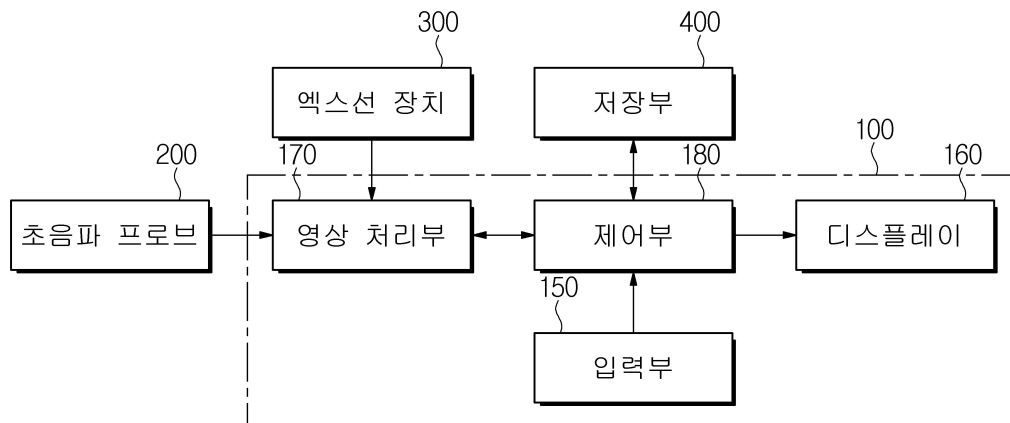 300
400
엑스선 장치
저장부
100
200
170
180
160
초음파 프로브
영상 처리부
제어부
디스플레이
150
입력부